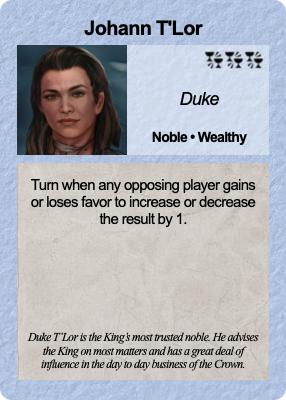 Johann T'Lor
Duke
Noble • Wealthy
Turn when any opposing player gains
or loses favor to increase or decrease
the result by 1.
Duke T'Lor is the King's most trusted noble. He advises
the King on most matters and has a great deal of
influence in the day to day business of the Crown.